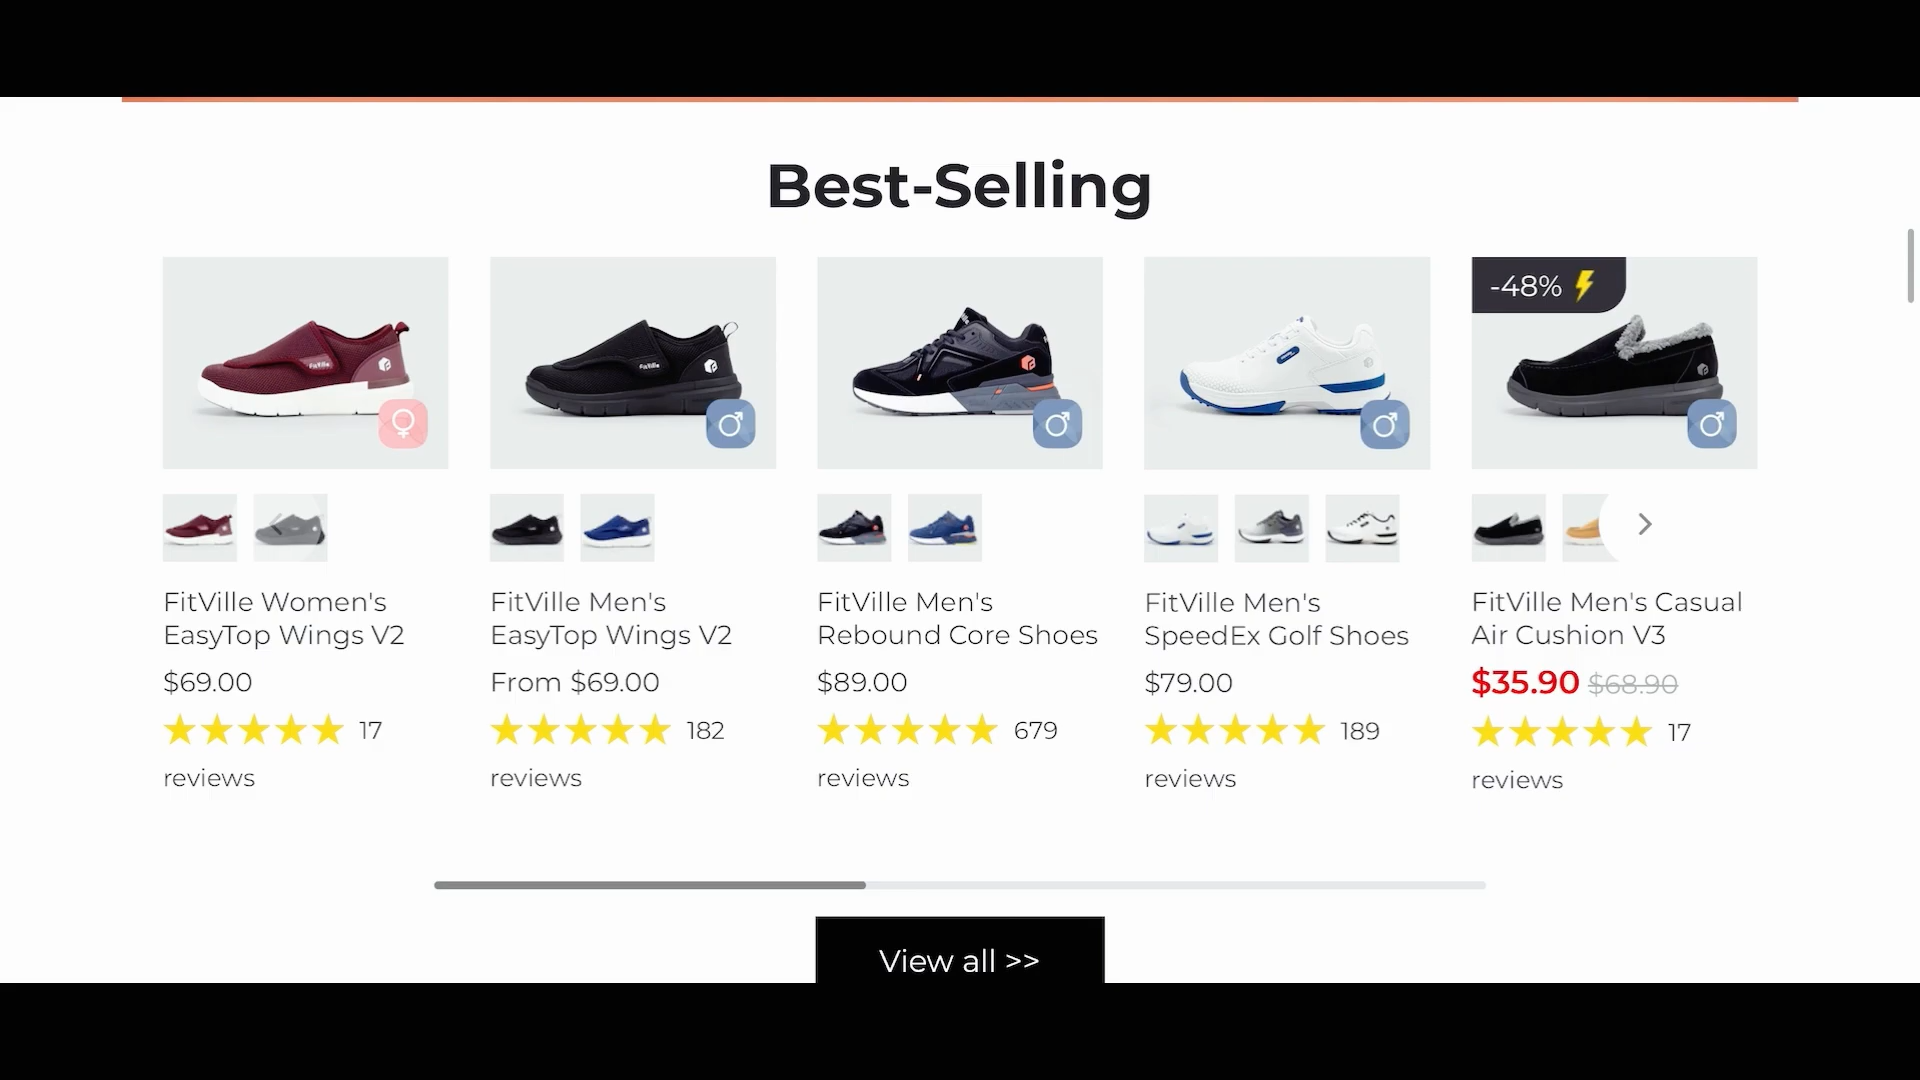 Best-Selling
-48%
FitVille
FitVille
FitVille Women's
EasyTop Wings V2
$69.00
17
reviews
FitVille Men's
EasyTop Wings V2
From $69.00
182
reviews
FitVille Men's
Rebound Core Shoes
$89.00
679
reviews
FitVille Men's
SpeedEx Golf Shoes
$79.00
189
reviews
FitVille Men's Casual
Air Cushion V3
$35.90 $68.90
17
reviews
View all >>